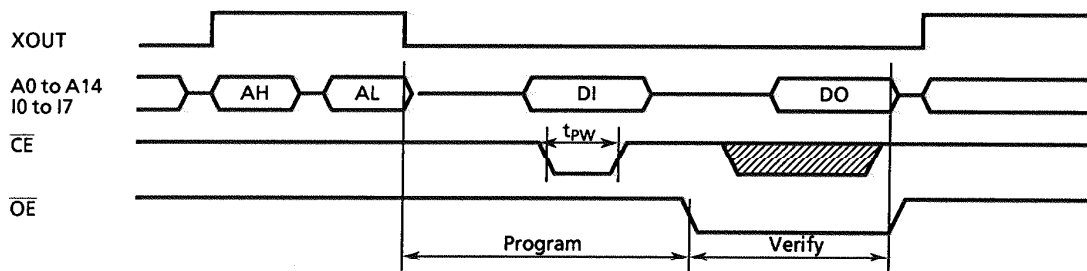 XOUT
A0 to A14
I0 to I7
AH AL DI DO
tPW
CE
OE
Program Verify